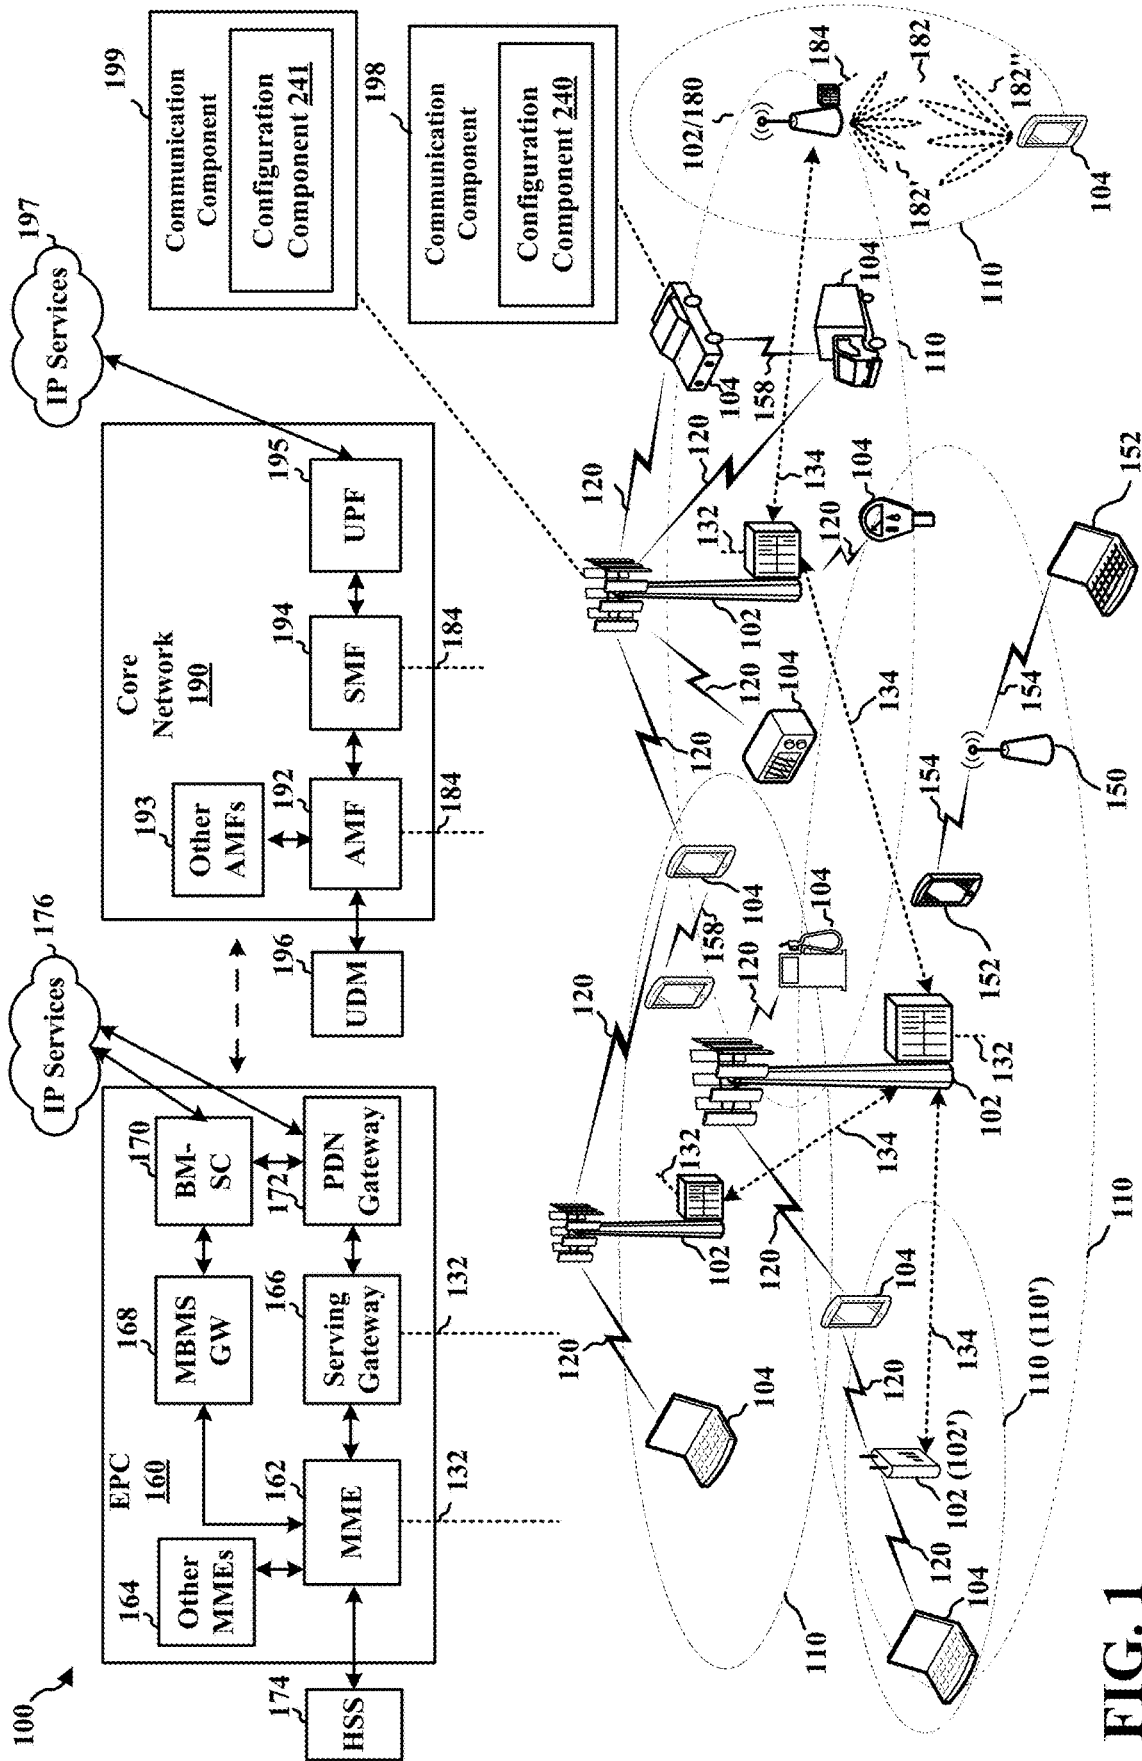 100
HSS
174
EPC
160
Other
MMEs
164
MME
162
132
MBMS
GW
168
Serving
Gateway
166
132
BM-
SC
170
PDN
Gateway
172
IP Services
176
UDM
196
Core
Network
190
Other
AMFs
193
AMF
192
184
SMF
194
184
UPF
195
IP Services
197
Communication
Component
199
Configuration
Component 241
Communication
Component
198
Configuration
Component 240
110
104
120
102
132
120
120
104
158
104
120
120
102
132
120
120
104
158
104
120
104
110
102/180
184
182
182'
182''
104
110
134
132
102
120
104
134
120
104
134
120
104
120
102 (102')
134
110 (110')
110
152
154
150
154
152
FIG. 1